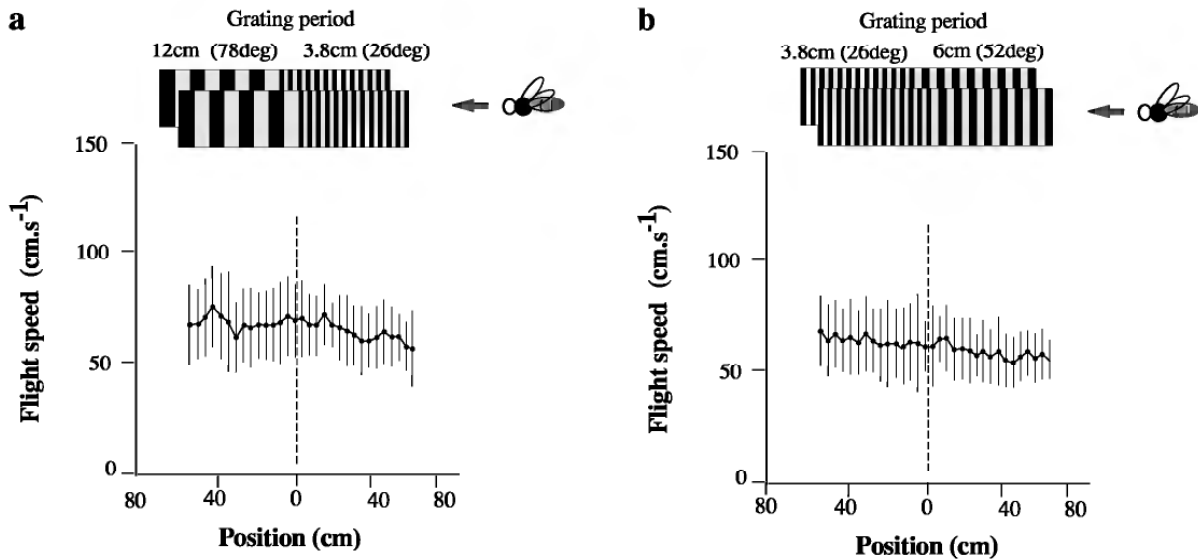 a
Grating period
12cm (78deg) 3.8cm (26deg)
150
100
50
0
Flight speed (cm.s⁻¹)
80 40 0 40 80
Position (cm)
b
Grating period
3.8cm (26deg) 6cm (52deg)
150
100
50
0
Flight speed (cm.s⁻¹)
80 40 0 40 80
Position (cm)